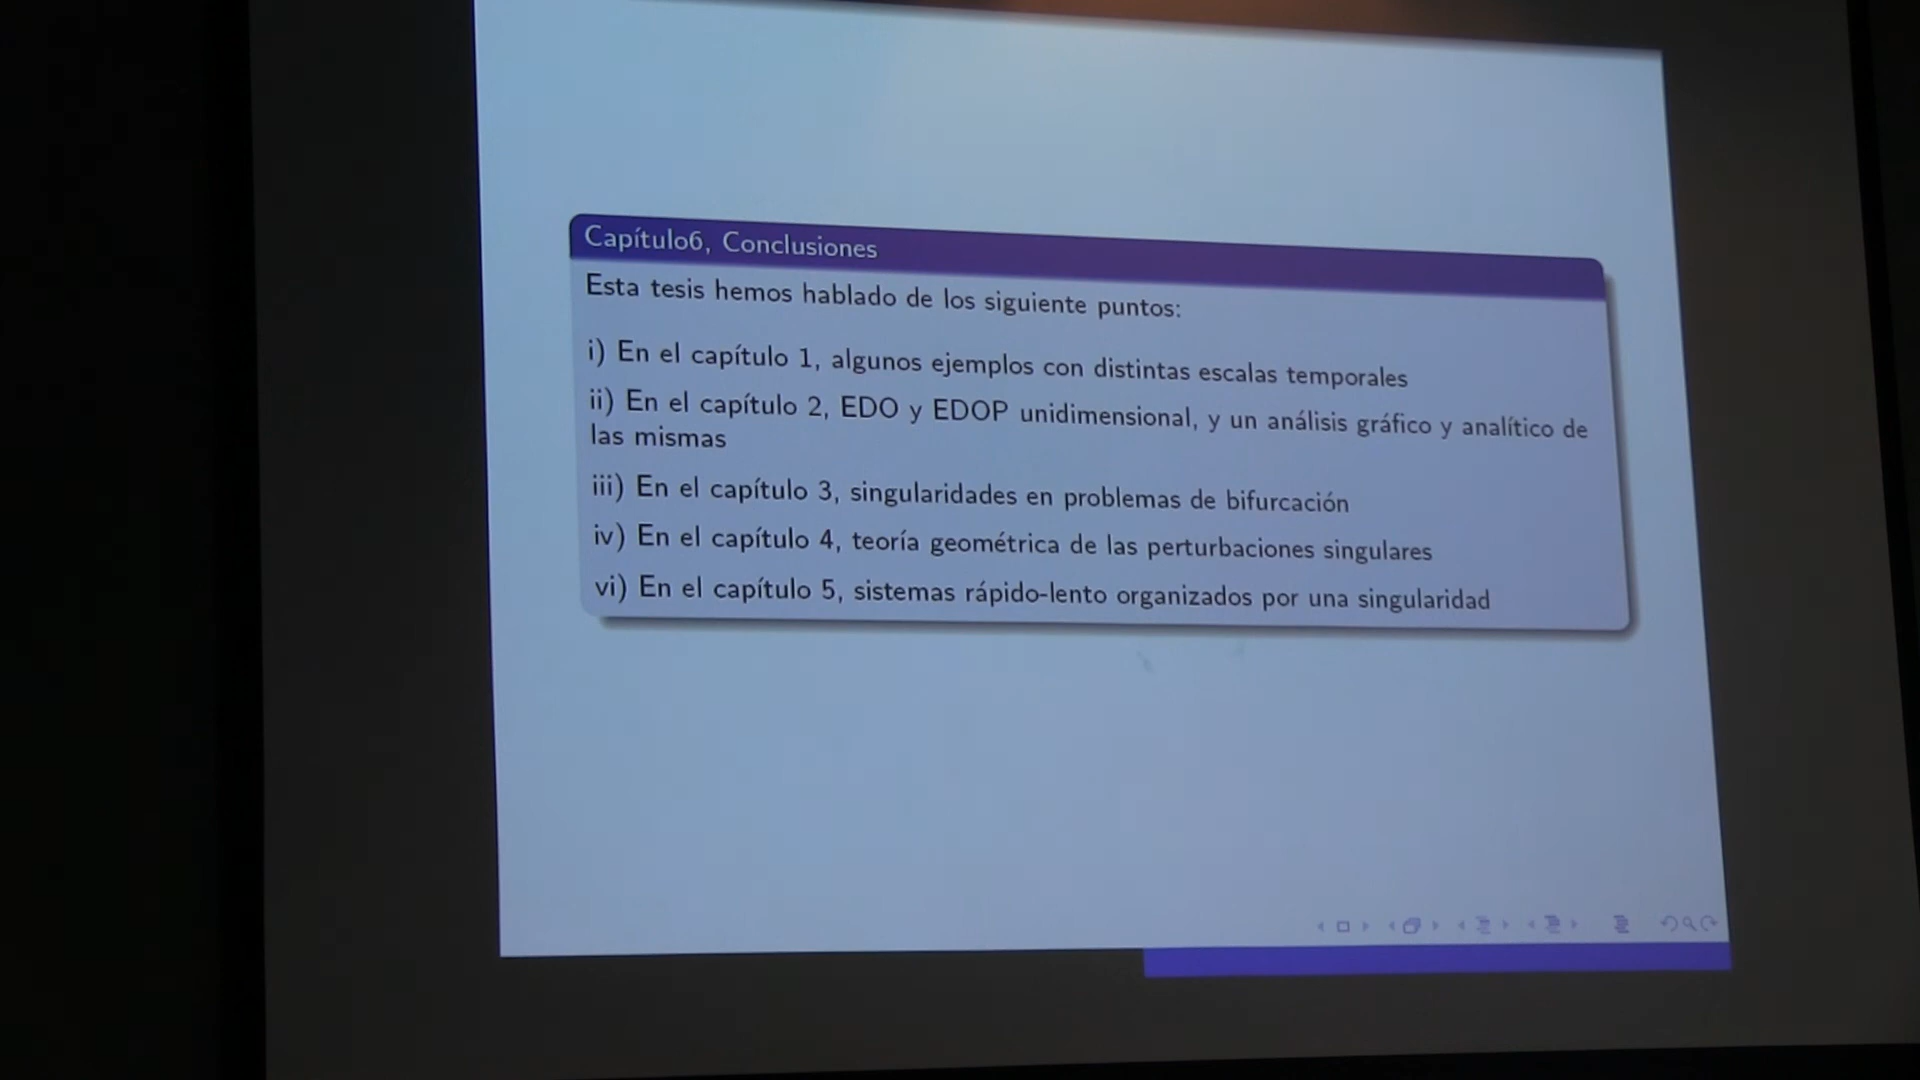 Capítulo6, Conclusiones
Esta tesis hemos hablado de los siguiente puntos:
i) En el capítulo 1, algunos ejemplos con distintas escalas temporales
ii) En el capítulo 2, EDO y EDOP unidimensional, y un análisis gráfico y analítico de
las mismas
iii) En el capítulo 3, singularidades en problemas de bifurcación
iv) En el capítulo 4, teoría geométrica de las perturbaciones singulares
vi) En el capítulo 5, sistemas rápido-lento organizados por una singularidad